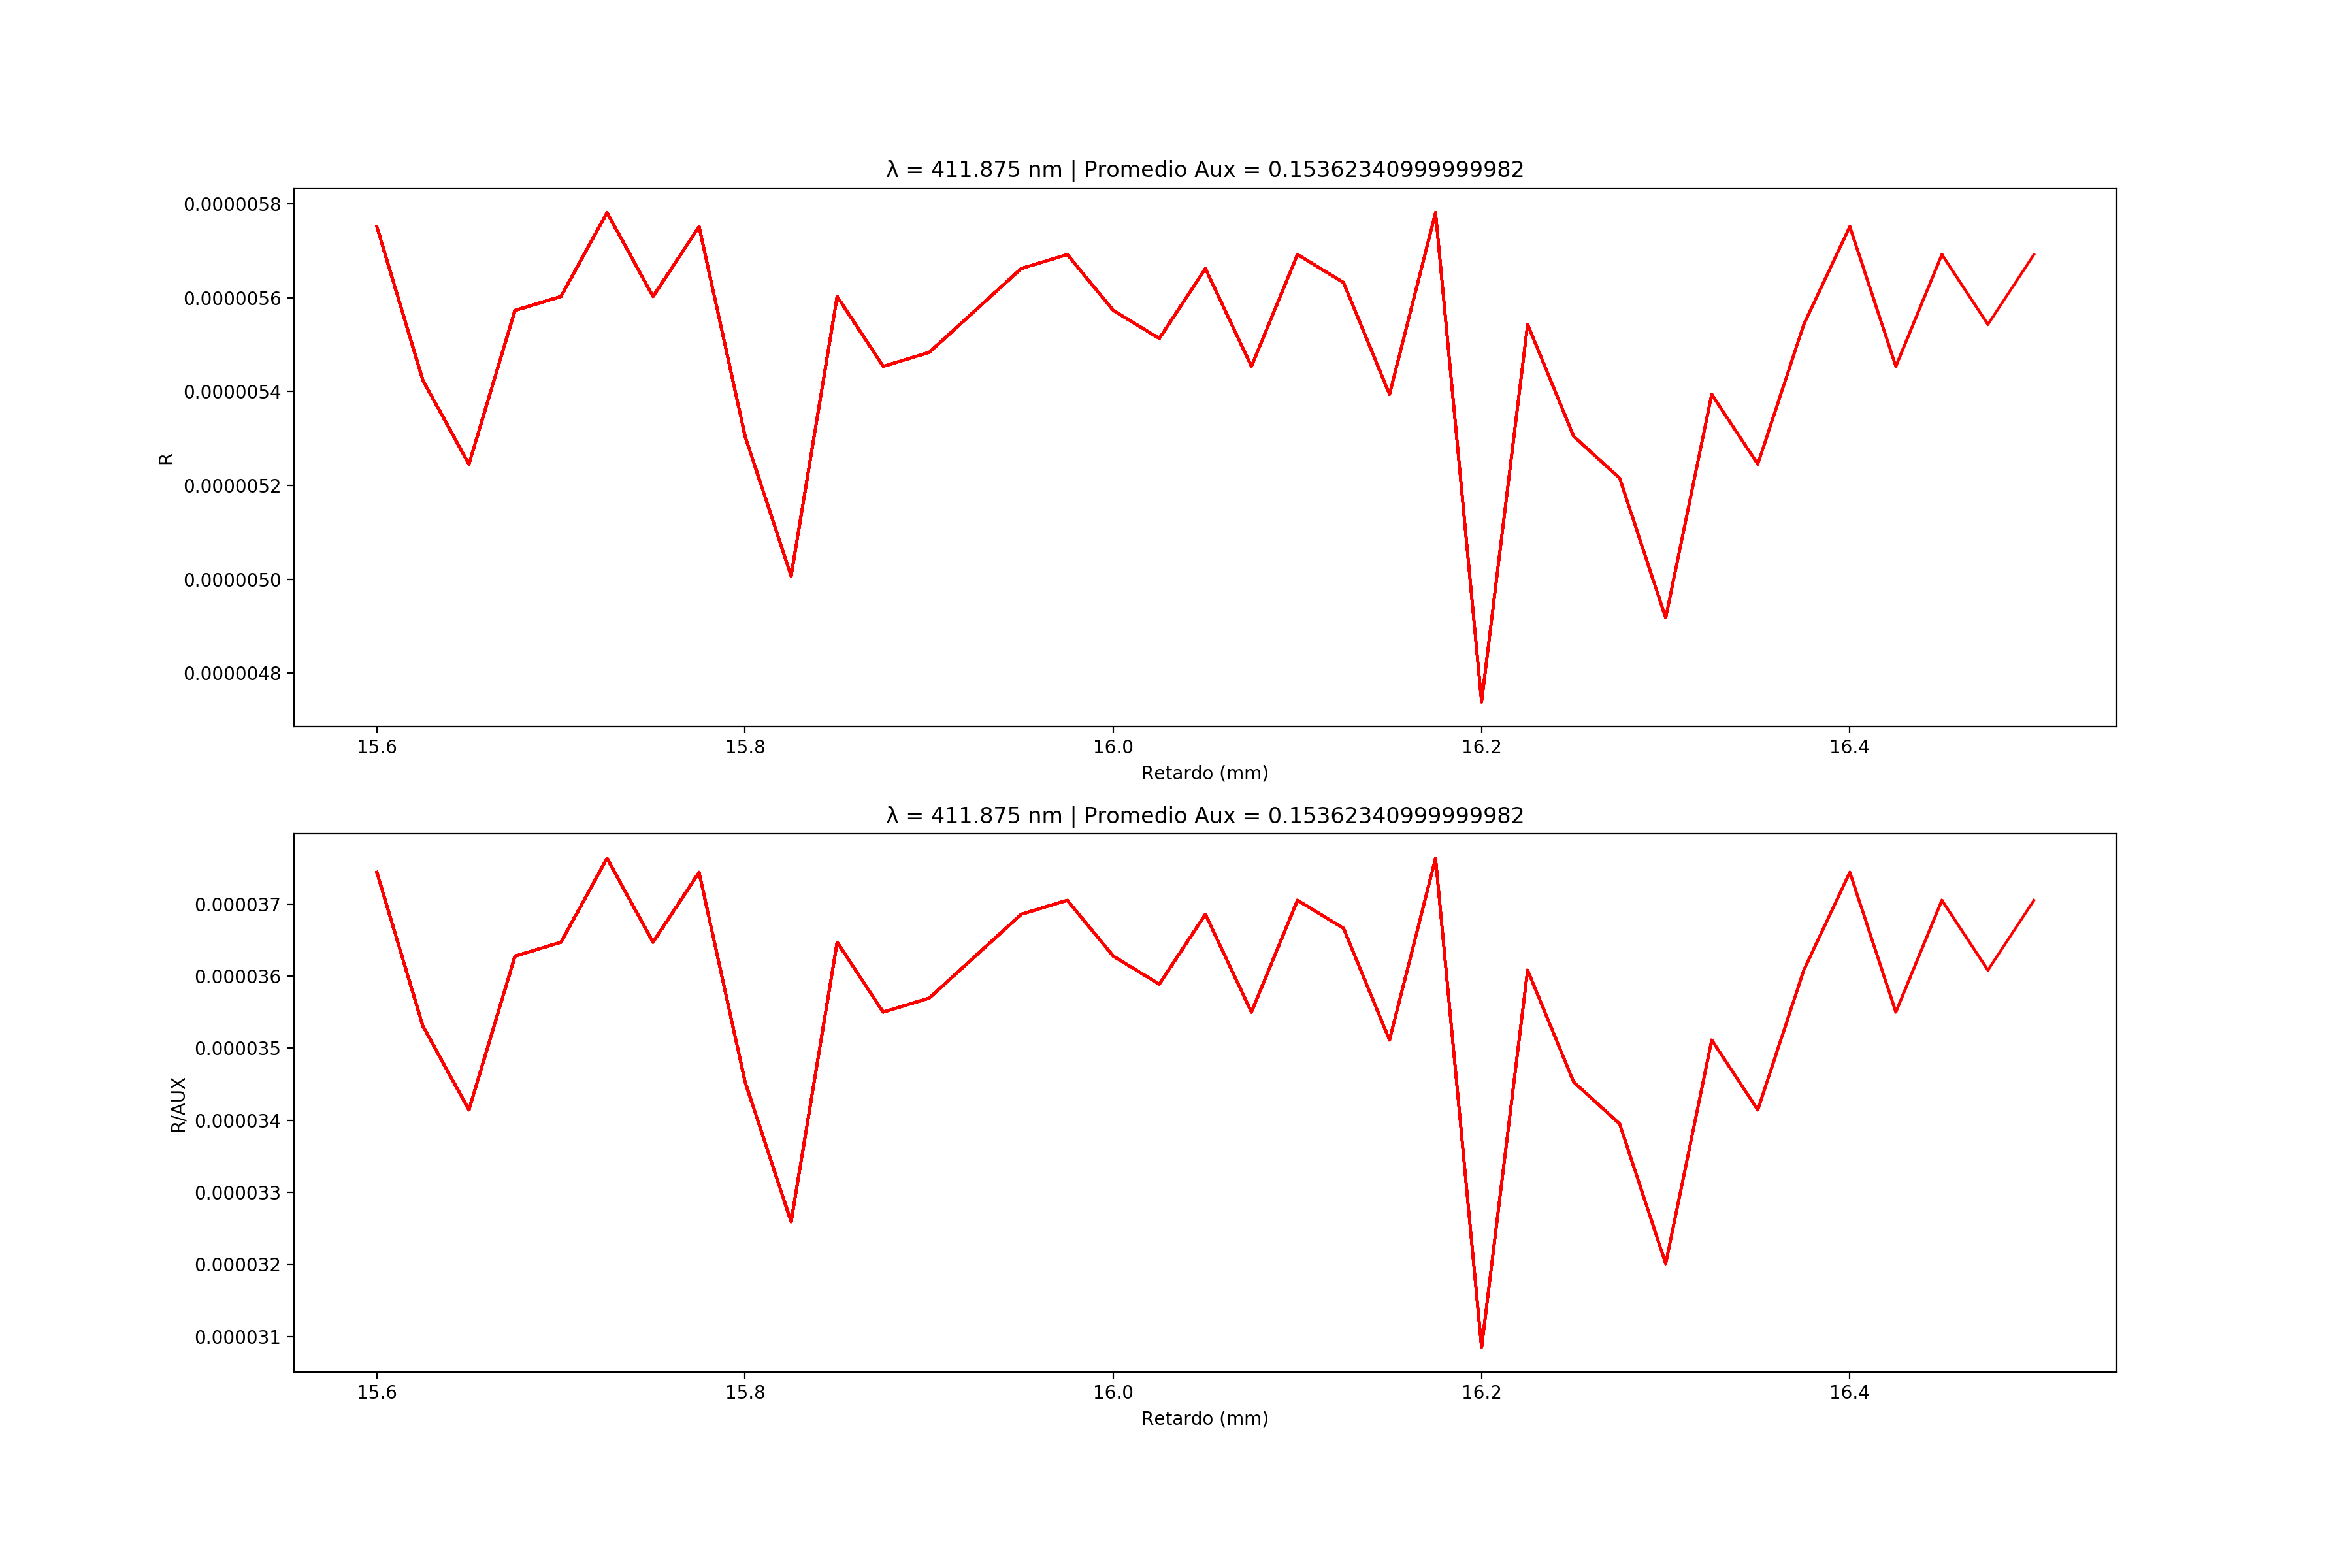 λ = 411.875 nm | Promedio Aux = 0.15362340999999982
0.0000058
0.0000056
0.0000054
0.0000052
0.0000050
0.0000048
R
15.6 15.8 16.0 16.2 16.4
Retardo (mm)
λ = 411.875 nm | Promedio Aux = 0.15362340999999982
0.000037
0.000036
0.000035
0.000034
0.000033
0.000032
0.000031
R/AUX
15.6 15.8 16.0 16.2 16.4
Retardo (mm)